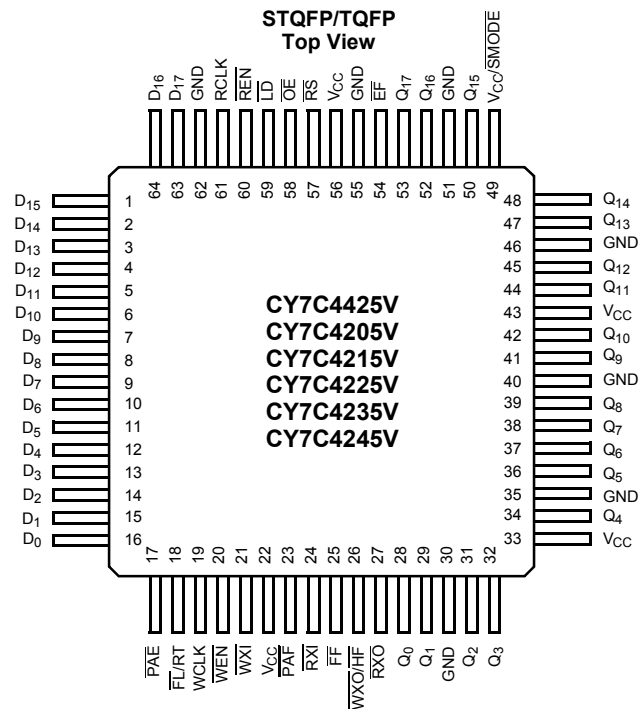 STQFP/TQFP
Top View
D16
D17
GND
RCLK
REN
LD
OE
RS
VCC
GND
EF
Q17
Q16
GND
Q15
VCC/SMODE
64
63
62
61
60
59
58
57
56
55
54
53
52
51
50
49
D15 1
D14 2
D13 3
D12 4
D11 5
D10 6
D9 7
D8 8
D7 9
D6 10
D5 11
D4 12
D3 13
D2 14
D1 15
D0 16
CY7C4425V
CY7C4205V
CY7C4215V
CY7C4225V
CY7C4235V
CY7C4245V
48 Q14
47 Q13
46 GND
45 Q12
44 Q11
43 VCC
42 Q10
41 Q9
40 GND
39 Q8
38 Q7
37 Q6
36 Q5
35 GND
34 Q4
33 VCC
17
18
19
20
21
22
23
24
25
26
27
28
29
30
31
32
PAE
FL/RT
WCLK
WEN
WXI
VCC
PAF
RXI
FF
WXO/HF
RXO
Q0
Q1
GND
Q2
Q3